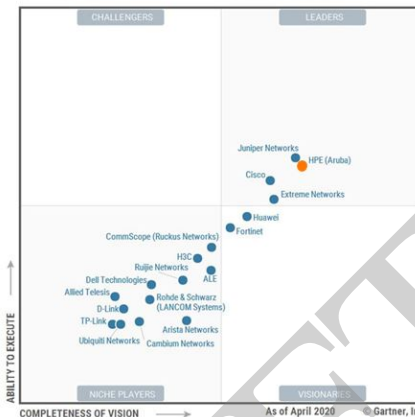 CHALLENGERS
LEADERS
Juniper Networks
HPE (Aruba)
Cisco
Extreme Networks
Huawei
Fortinet
CommScope (Ruckus Networks)
H3C
Ruijie Networks
ALE
Dell Technologies
Allied Telesis
Rohde & Schwarz
(LANCOM Systems)
D-Link
TP-Link
Arista Networks
Ubiquiti Networks
Cambium Networks
ABILITY TO EXECUTE
NICHE PLAYERS
VISIONARIES
COMPLETENESS OF VISION
As of April 2020
© Gartner, In